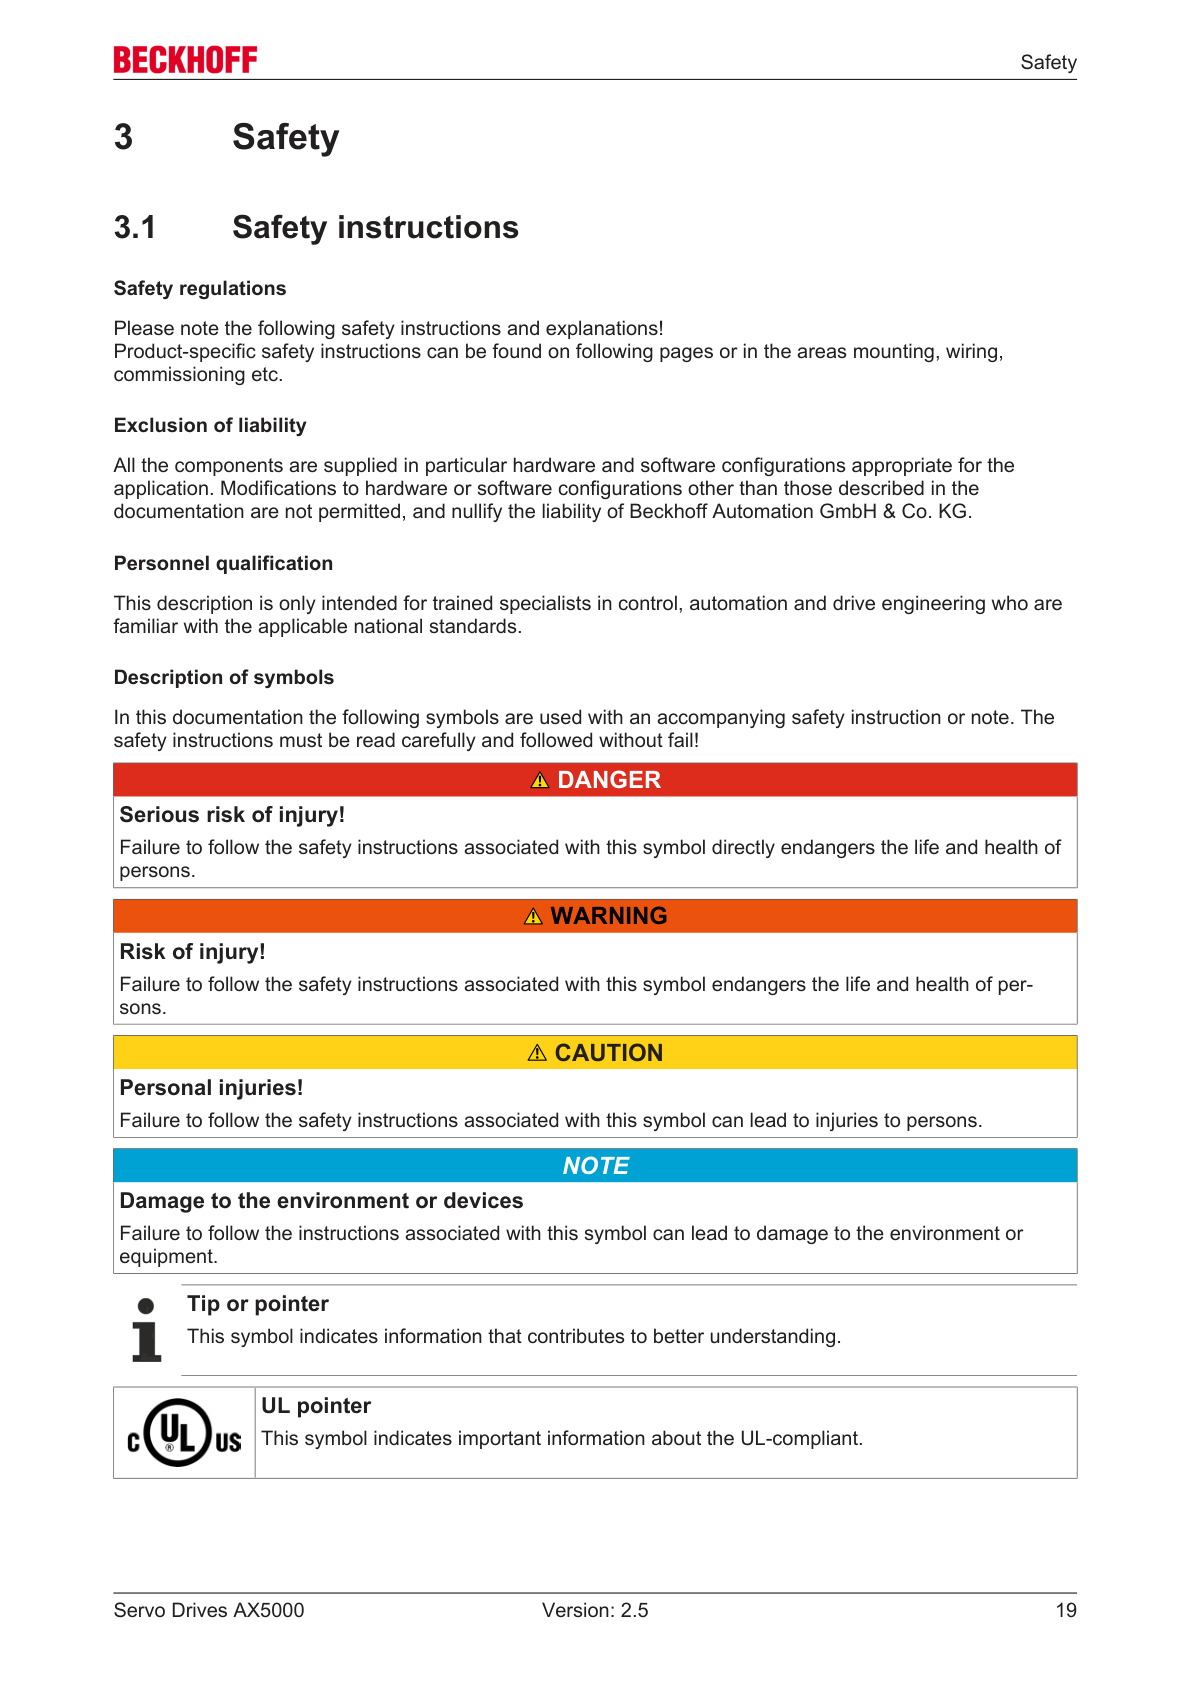 BECKHOFF
Safety
3 Safety
3.1 Safety instructions
Safety regulations
Please note the following safety instructions and explanations!
Product-specific safety instructions can be found on following pages or in the areas mounting, wiring,
commissioning etc.
Exclusion of liability
All the components are supplied in particular hardware and software configurations appropriate for the
application. Modifications to hardware or software configurations other than those described in the
documentation are not permitted, and nullify the liability of Beckhoff Automation GmbH & Co. KG.
Personnel qualification
This description is only intended for trained specialists in control, automation and drive engineering who are
familiar with the applicable national standards.
Description of symbols
In this documentation the following symbols are used with an accompanying safety instruction or note. The
safety instructions must be read carefully and followed without fail!
DANGER
Serious risk of injury!
Failure to follow the safety instructions associated with this symbol directly endangers the life and health of
persons.
WARNING
Risk of injury!
Failure to follow the safety instructions associated with this symbol endangers the life and health of per-
sons.
CAUTION
Personal injuries!
Failure to follow the safety instructions associated with this symbol can lead to injuries to persons.
NOTE
Damage to the environment or devices
Failure to follow the instructions associated with this symbol can lead to damage to the environment or
equipment.
Tip or pointer
This symbol indicates information that contributes to better understanding.
C UL ® US
UL pointer
This symbol indicates important information about the UL-compliant.
Servo Drives AX5000 Version: 2.5 19